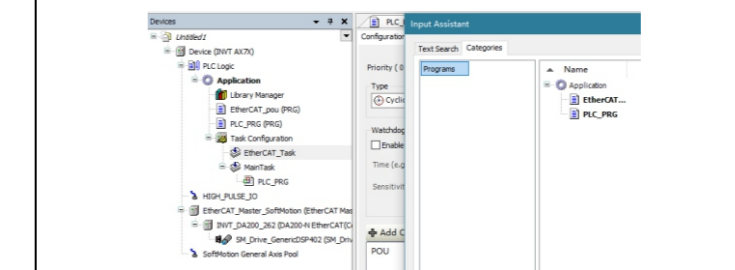 Devices
Untitled1
Device (INVT AX7X)
PLC Logic
Application
Library Manager
EtherCAT_pou (PRG)
PLC_PRG (PRG)
Task Configuration
EtherCAT_Task
MainTask
PLC_PRG
HIGH_PULSE_IO
EtherCAT_Master_SoftMotion (EtherCAT Mas
INVT_DA200_262 (DA200-N EtherCAT(C
SM_Drive_GenericDSP402 (SM_Driv
SoftMotion General Axis Pool
PLC_
Configuration
Priority ( 0
Type
Cyclic
Watchdog
Enable
Time (e.g
Sensitivit
Add C
POU
Input Assistant
Text Search Categories
Programs
Name
Application
EtherCAT...
PLC_PRG